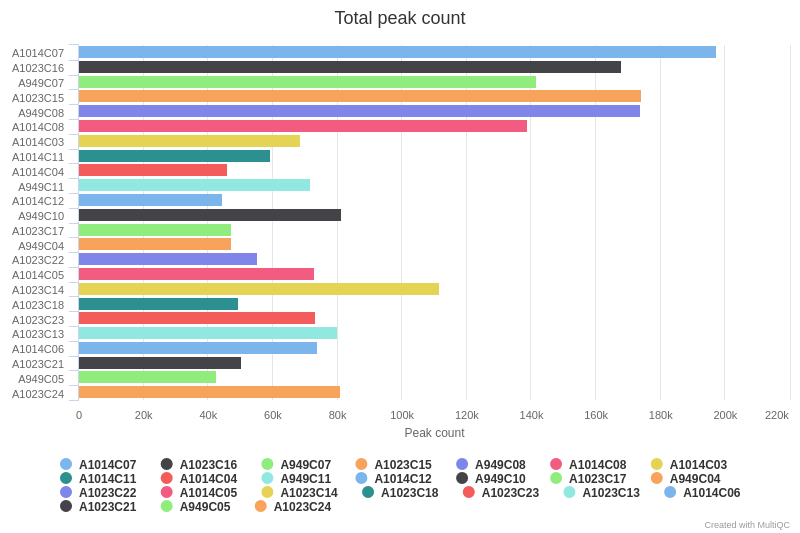 Total peak count
A1014C07
A1023C16
A949C07
A1023C15
A949C08
A1014C08
A1014C03
A1014C11
A1014C04
A949C11
A1014C12
A949C10
A1023C17
A949C04
A1023C22
A1014C05
A1023C14
A1023C18
A1023C23
A1023C13
A1014C06
A1023C21
A949C05
A1023C24
0 20k 40k 60k 80k 100k 120k 140k 160k 180k 200k 220k
Peak count
A1014C07 A1023C16 A949C07 A1023C15 A949C08 A1014C08 A1014C03
A1014C11 A1014C04 A949C11 A1014C12 A949C10 A1023C17 A949C04
A1023C22 A1014C05 A1023C14 A1023C18 A1023C23 A1023C13 A1014C06
A1023C21 A949C05 A1023C24
Created with MultiQC